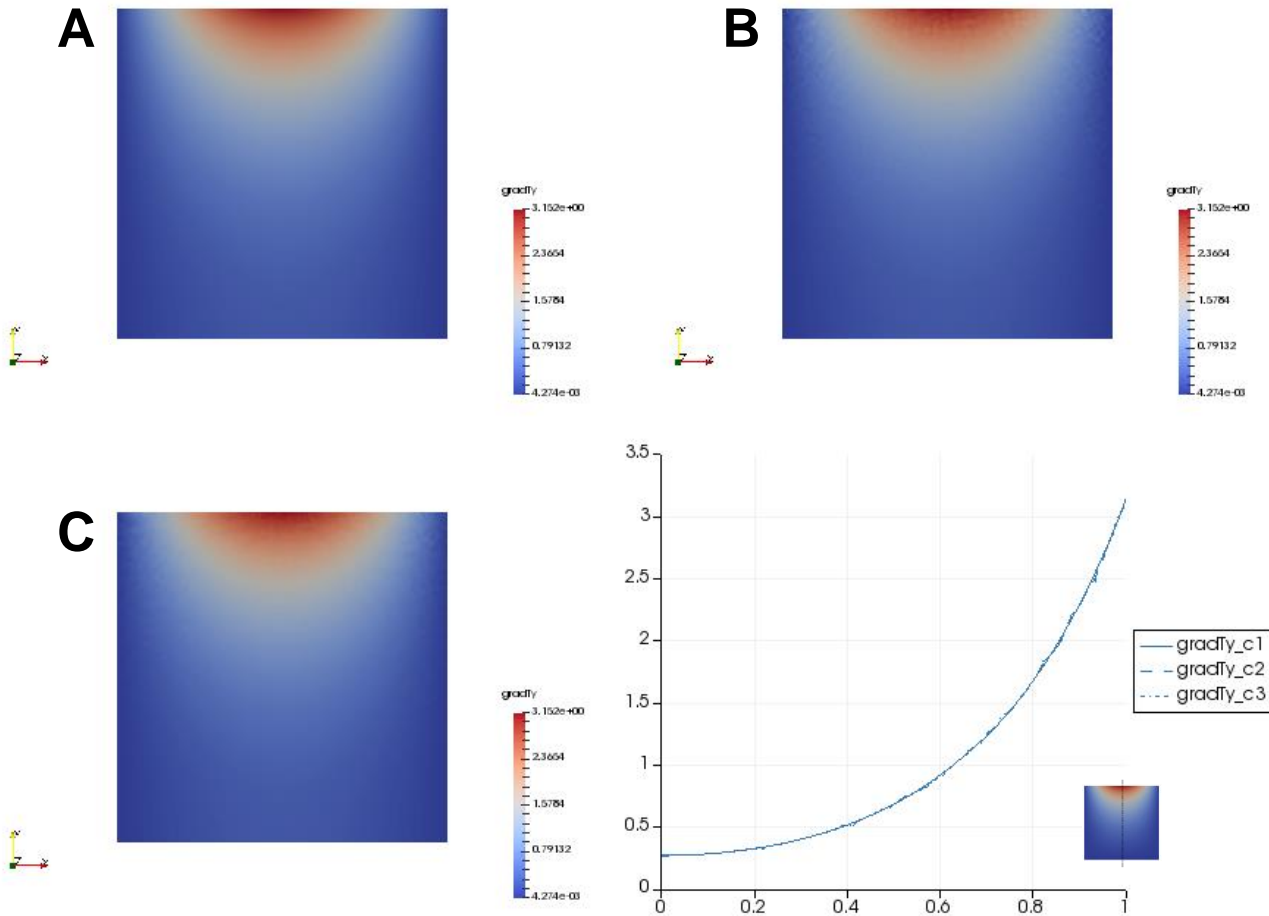 A
B
gradTy
3.152e+00
2.3654
1.5784
0.79132
4.274e-03
gradTy
3.152e+00
2.3654
1.5784
0.79132
4.274e-03
C
gradTy
3.152e+00
2.3654
1.5784
0.79132
4.274e-03
3.5
3
2.5
2
1.5
1
0.5
0
0 0.2 0.4 0.6 0.8 1
gradTy_c1
gradTy_c2
gradTy_c3